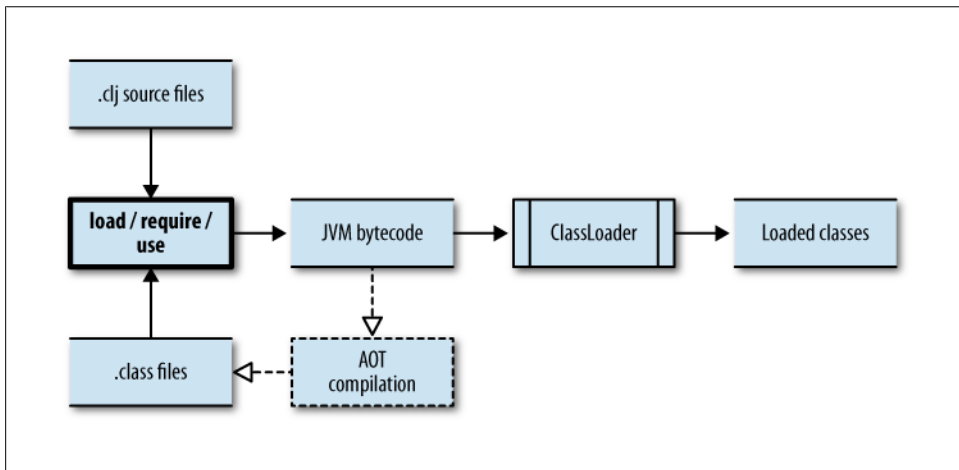 .clj source files
load / require /
use
JVM bytecode
ClassLoader
Loaded classes
.class files
AOT
compilation